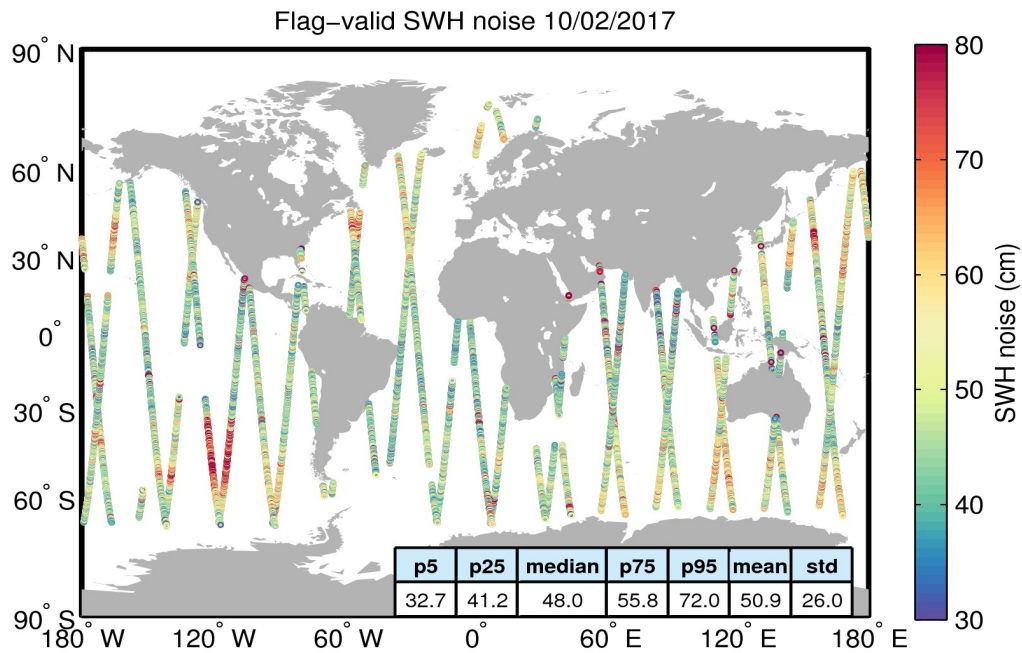 Flag−valid SWH noise 10/02/2017
90° N
60° N
30° N
0°
30° S
60° S
90° S
180° W
120° W
60° W
0°
60° E
120° E
180° E
p5 p25 median p75 p95 mean std
32.7 41.2 48.0 55.8 72.0 50.9 26.0
80
70
60
50
40
30
SWH noise (cm)